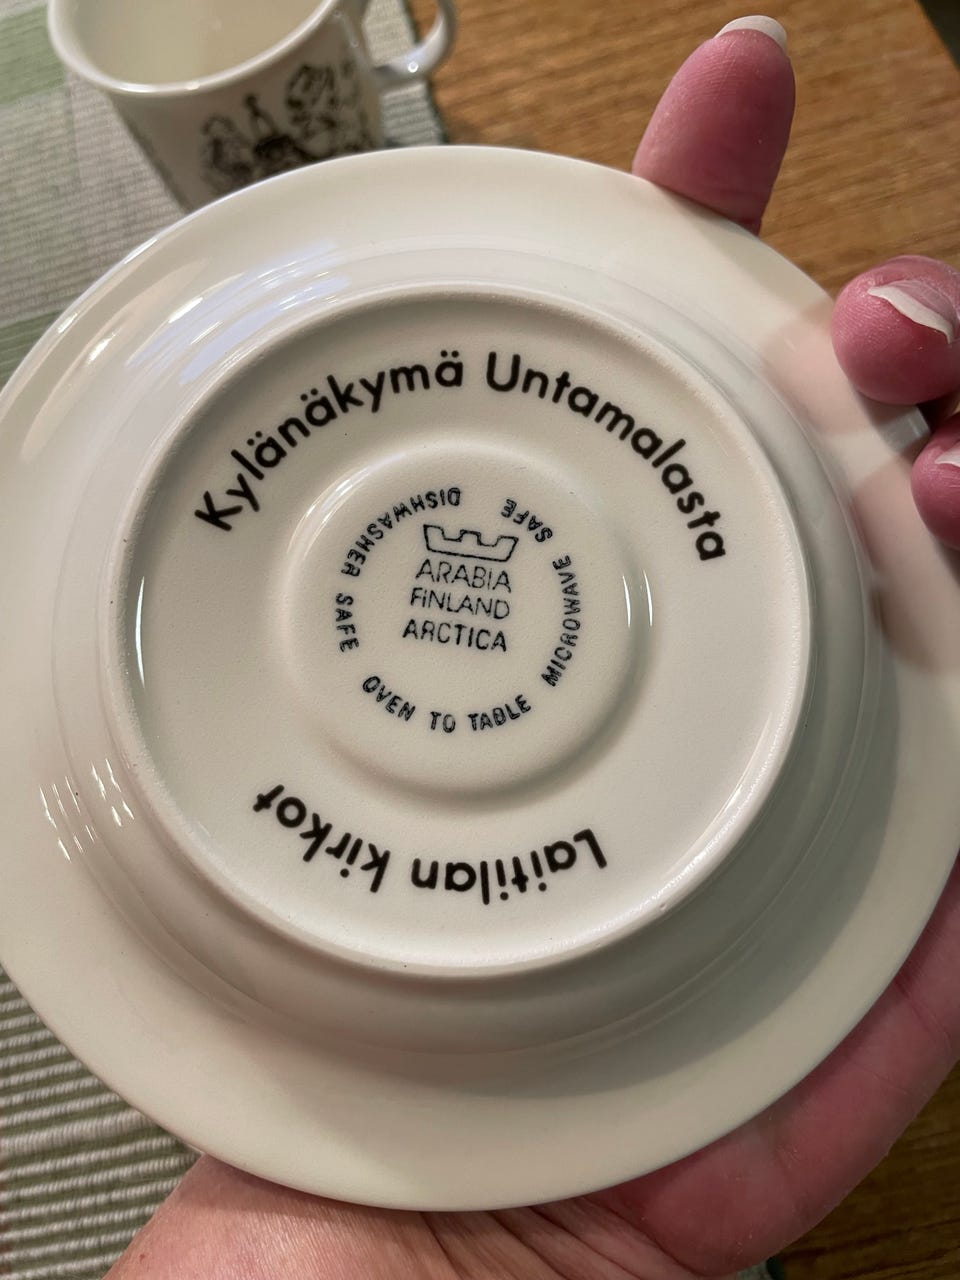 Kylänäkymä Untamalasta
DISHWASHER SAFE
OVEN TO TABLE
MICROWAVE SAFE
ARABIA
FINLAND
ARCTICA
Laitilan kirkot